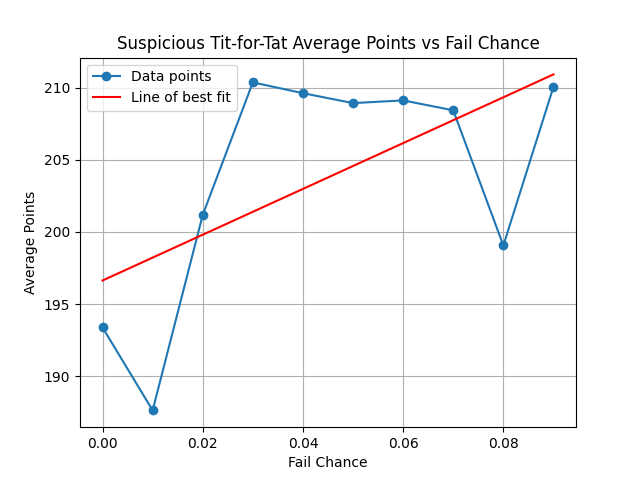 Suspicious Tit-for-Tat Average Points vs Fail Chance
Data points
Line of best fit
210
205
200
195
190
Average Points
0.00 0.02 0.04 0.06 0.08
Fail Chance